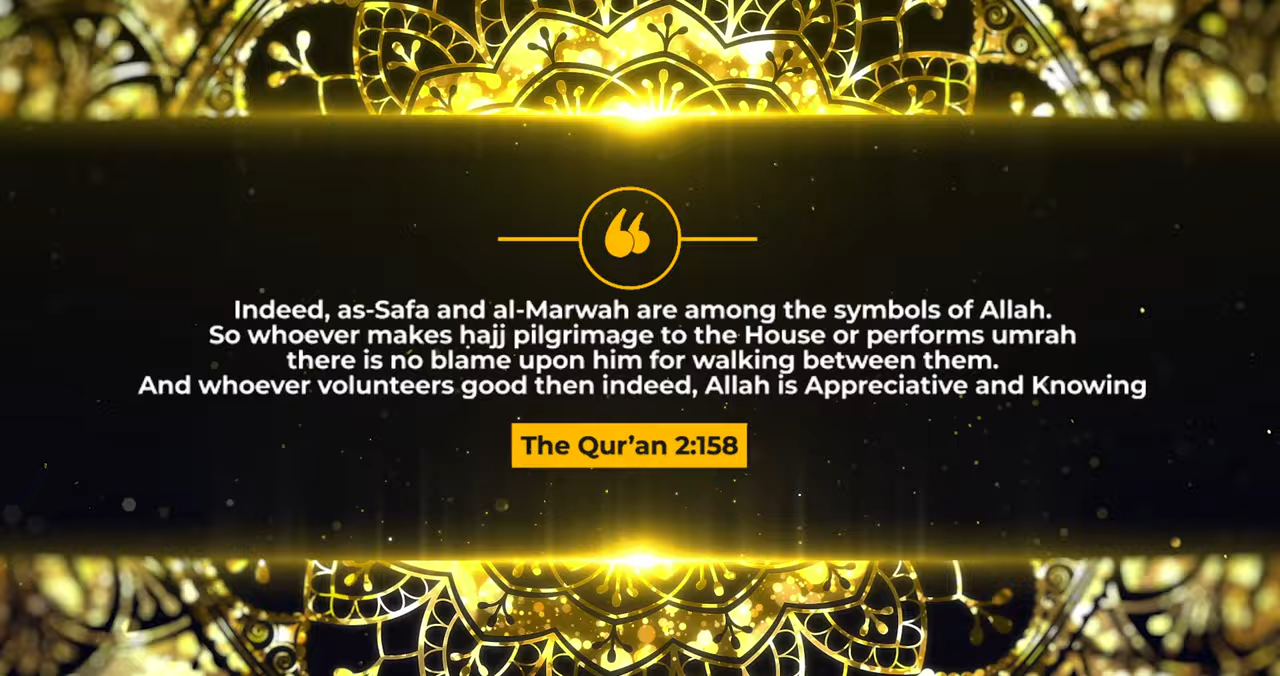 Indeed, as-Safa and al-Marwah are among the symbols of Allah.
So whoever makes ḥajj pilgrimage to the House or performs umrah
there is no blame upon him for walking between them.
And whoever volunteers good then indeed, Allah is Appreciative and Knowing
The Qur’an 2:158